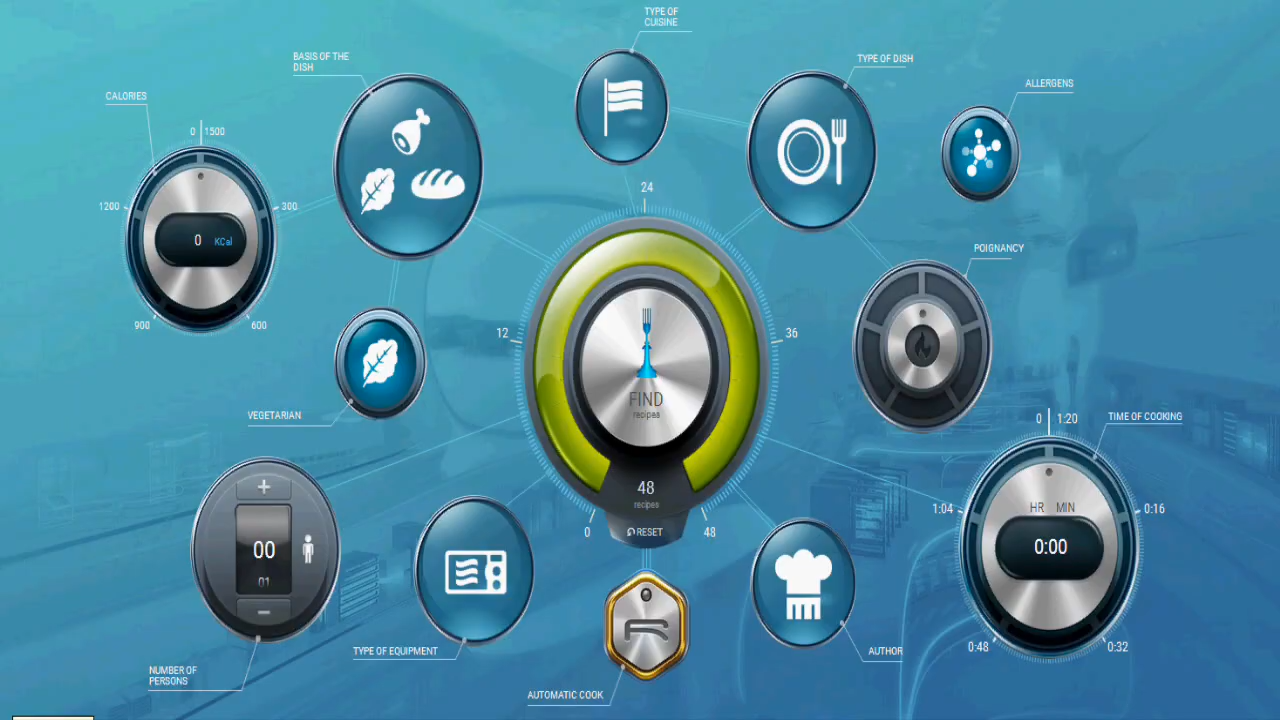 TYPE OF
CUISINE
BASIS OF THE
DISH
TYPE OF DISH
ALLERGENS
CALORIES
0 1500
1200
300
0 KCal
900
600
24
POIGNANCY
12
36
FIND
recipes
VEGETARIAN
0 1:20
TIME OF COOKING
48
recipes
RESET
0
48
HR MIN
1:04
0:16
0:00
0:48
0:32
+
00
01
−
NUMBER OF
PERSONS
TYPE OF EQUIPMENT
AUTHOR
AUTOMATIC COOK